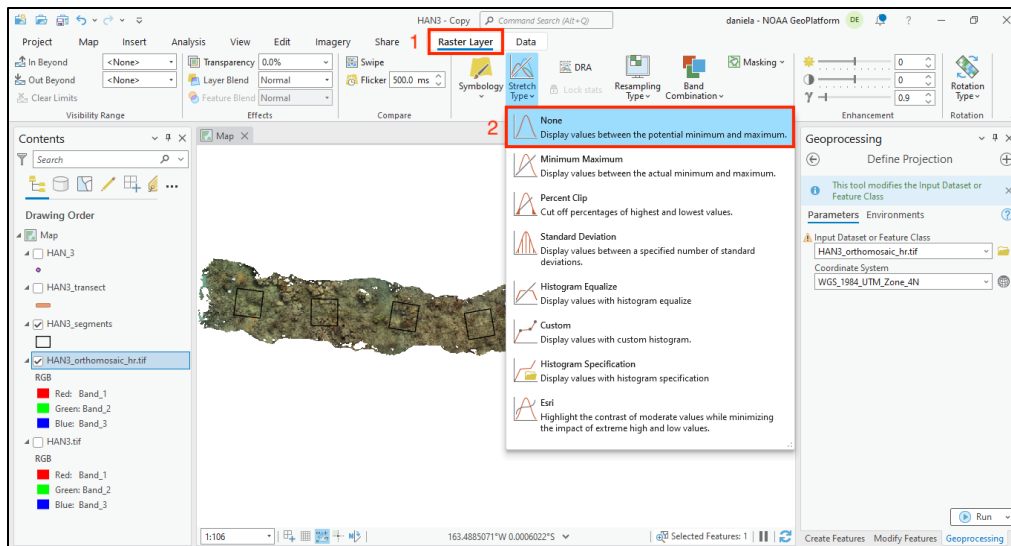 HAN3 - Copy
Command Search (Alt+Q)
daniela - NOAA GeoPlatform
DE
?
Project Map Insert Analysis View Edit Imagery Share 1 Raster Layer Data
In Beyond <None>
Out Beyond <None>
Clear Limits
Visibility Range
Transparency 0.0%
Layer Blend Normal
Feature Blend Normal
Effects
Swipe
Flicker 500.0 ms
Compare
Symbology
Stretch
Type
DRA
Lock stats
Resampling
Type
Band
Combination
Masking
0
0
γ 0.9
Enhancement
Rotation
Type
Rotation
2
None
Display values between the potential minimum and maximum.
Minimum Maximum
Display values between the actual minimum and maximum.
Percent Clip
Cut off percentages of highest and lowest values.
Standard Deviation
Display values between a specified number of standard
deviations.
Histogram Equalize
Display values with histogram equalize
Custom
Display values with custom histogram.
Histogram Specification
Display values with histogram specification
Esri
Highlight the contrast of moderate values while minimizing
the impact of extreme high and low values.
Contents
Search
Drawing Order
Map
HAN_3
HAN3_transect
HAN3_segments
HAN3_orthomosaic_hr.tif
RGB
Red: Band_1
Green: Band_2
Blue: Band_3
HAN3.tif
RGB
Red: Band_1
Green: Band_2
Blue: Band_3
Map
1:106
163.4885071°W 0.0006022°S
Selected Features: 1
Geoprocessing
Define Projection
This tool modifies the Input Dataset or
Feature Class
Parameters Environments
?
Input Dataset or Feature Class
HAN3_orthomosaic_hr.tif
Coordinate System
WGS_1984_UTM_Zone_4N
Run
Create Features Modify Features Geoprocessing